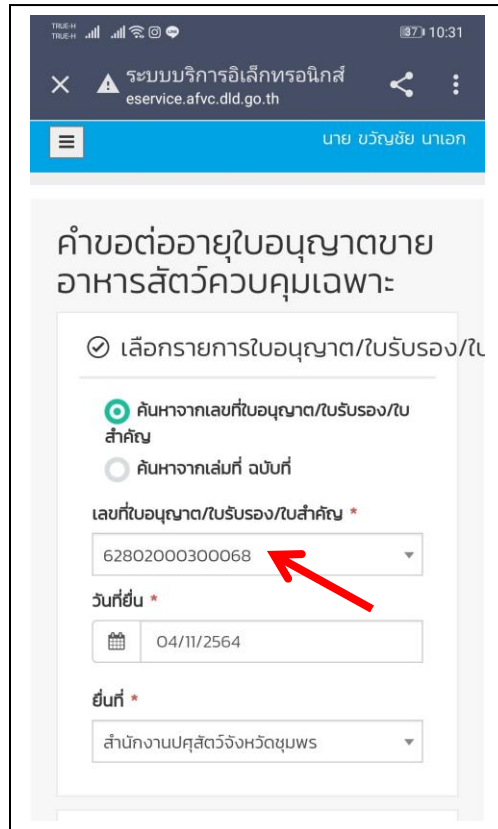 TRUE-H
TRUE-H
37 10:31
ระบบบริการอิเล็กทรอนิกส์
eservice.afvc.dld.go.th
นาย ขวัญชัย นาเอก
คำขอต่ออายุใบอนุญาตขาย
อาหารสัตว์ควบคุมเฉพาะ
เลือกรายการใบอนุญาต/ใบรับรอง/ใบ
ค้นหาจากเลขที่ใบอนุญาต/ใบรับรอง/ใบ
สำคัญ
ค้นหาจากเล่มที่ ฉบับที่
เลขที่ใบอนุญาต/ใบรับรอง/ใบสำคัญ *
62802000300068
วันที่ยื่น *
04/11/2564
ยื่นที่ *
สำนักงานปศุสัตว์จังหวัดชุมพร